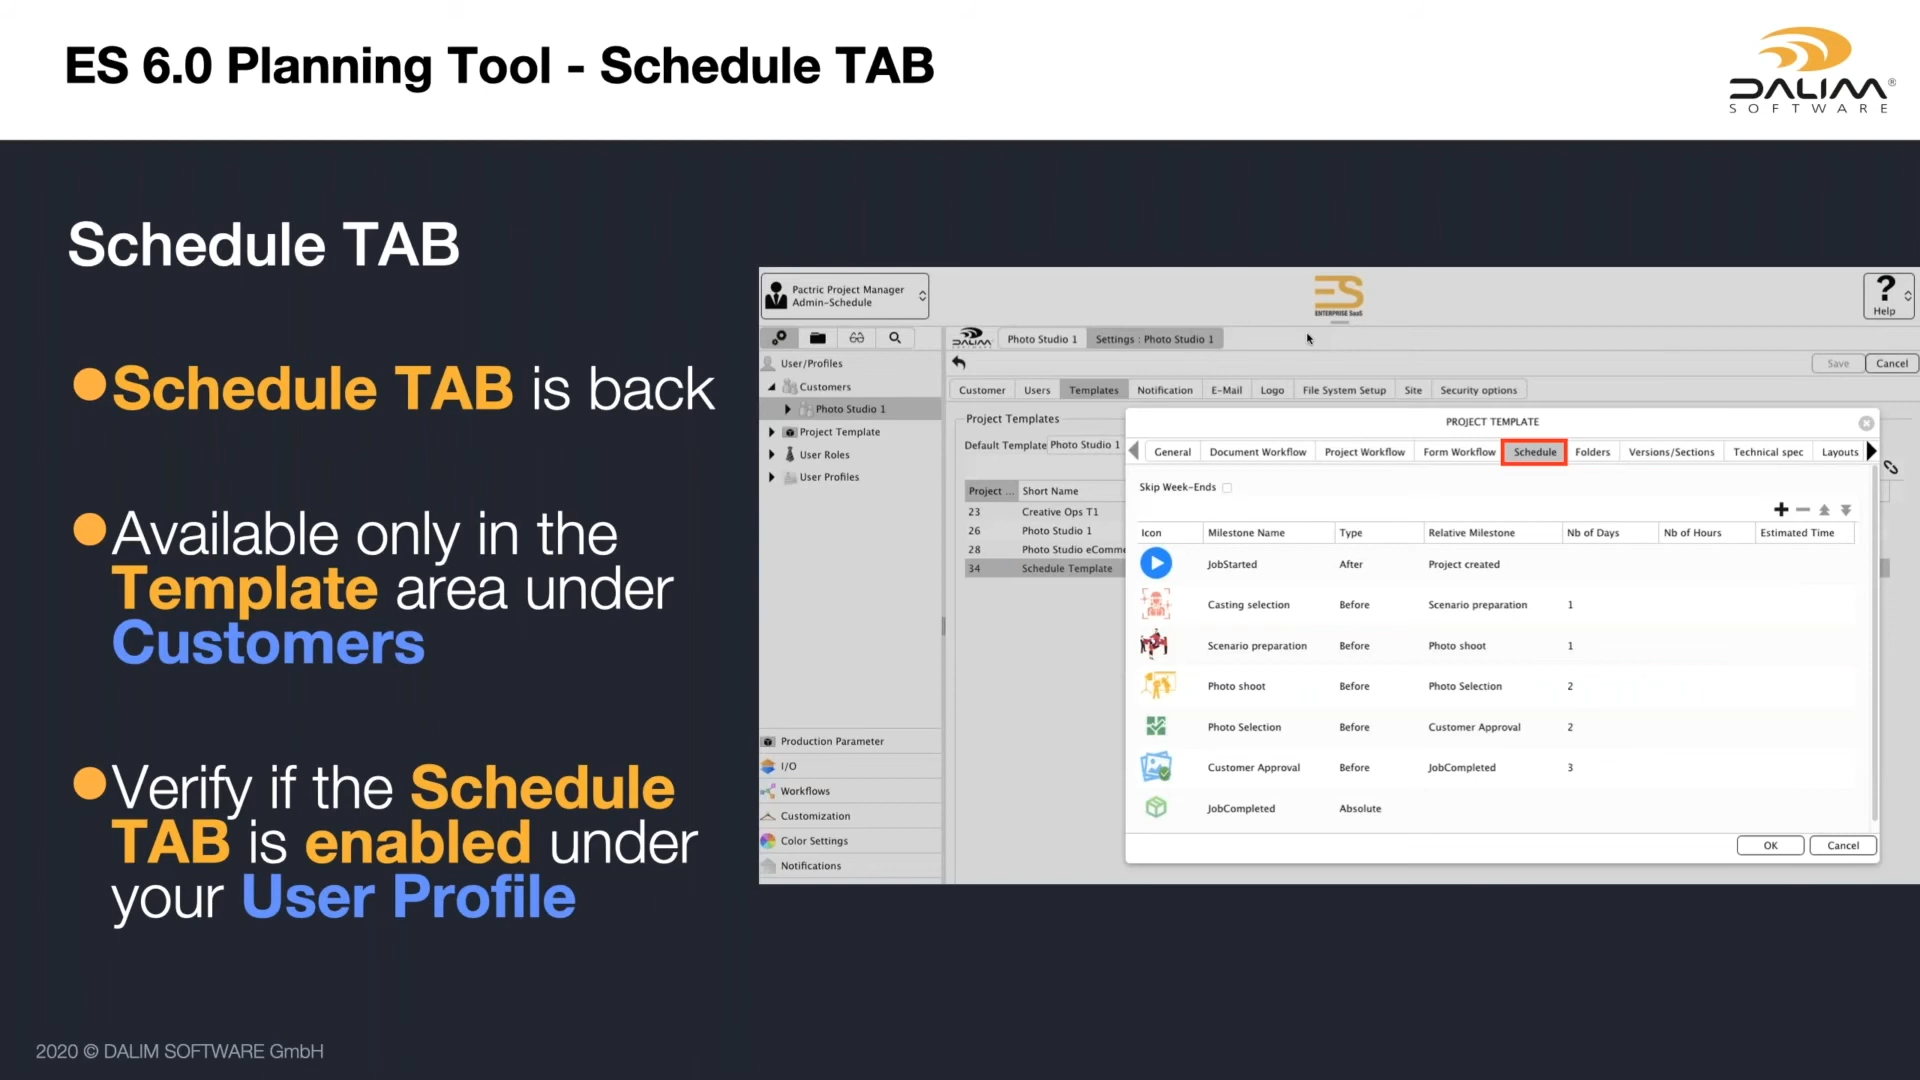 ES 6.0 Planning Tool - Schedule TAB
DALIM®
SOFTWARE
Schedule TAB
Schedule TAB is back
Available only in the
Template area under
Customers
Verify if the Schedule
TAB is enabled under
your User Profile
Pactric Project Manager
Admin-Schedule
ES
ENTERPRISE SaaS
?
Help
DALIM
Photo Studio 1
Settings : Photo Studio 1
Save
Cancel
User/Profiles
Customers
Photo Studio 1
Project Template
User Roles
User Profiles
Production Parameter
I/O
Workflows
Customization
Color Settings
Notifications
Customer Users Templates Notification E-Mail Logo File System Setup Site Security options
Project Templates
Default Template Photo Studio 1
Project ... Short Name
23 Creative Ops T1
26 Photo Studio 1
28 Photo Studio eComme
34 Schedule Template
PROJECT TEMPLATE
General Document Workflow Project Workflow Form Workflow Schedule Folders Versions/Sections Technical spec Layouts
Skip Week-Ends
Icon Milestone Name Type Relative Milestone Nb of Days Nb of Hours Estimated Time
JobStarted After Project created
Casting selection Before Scenario preparation 1
Scenario preparation Before Photo shoot 1
Photo shoot Before Photo Selection 2
Photo Selection Before Customer Approval 2
Customer Approval Before JobCompleted 3
JobCompleted Absolute
OK Cancel
2020 © DALIM SOFTWARE GmbH